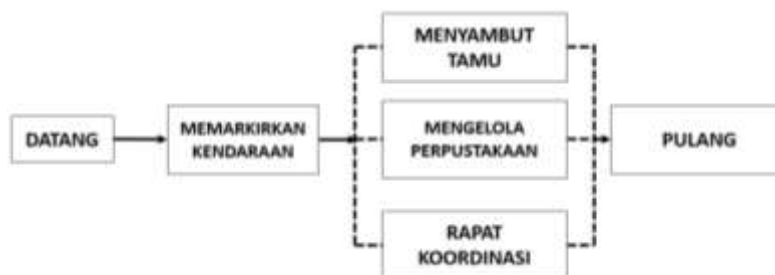 DATANG
MEMARKIRKAN
KENDARAAN
MENYAMBUT
TAMU
MENGELOLA
PERPUSTAKAAN
RAPAT
KOORDINASI
PULANG